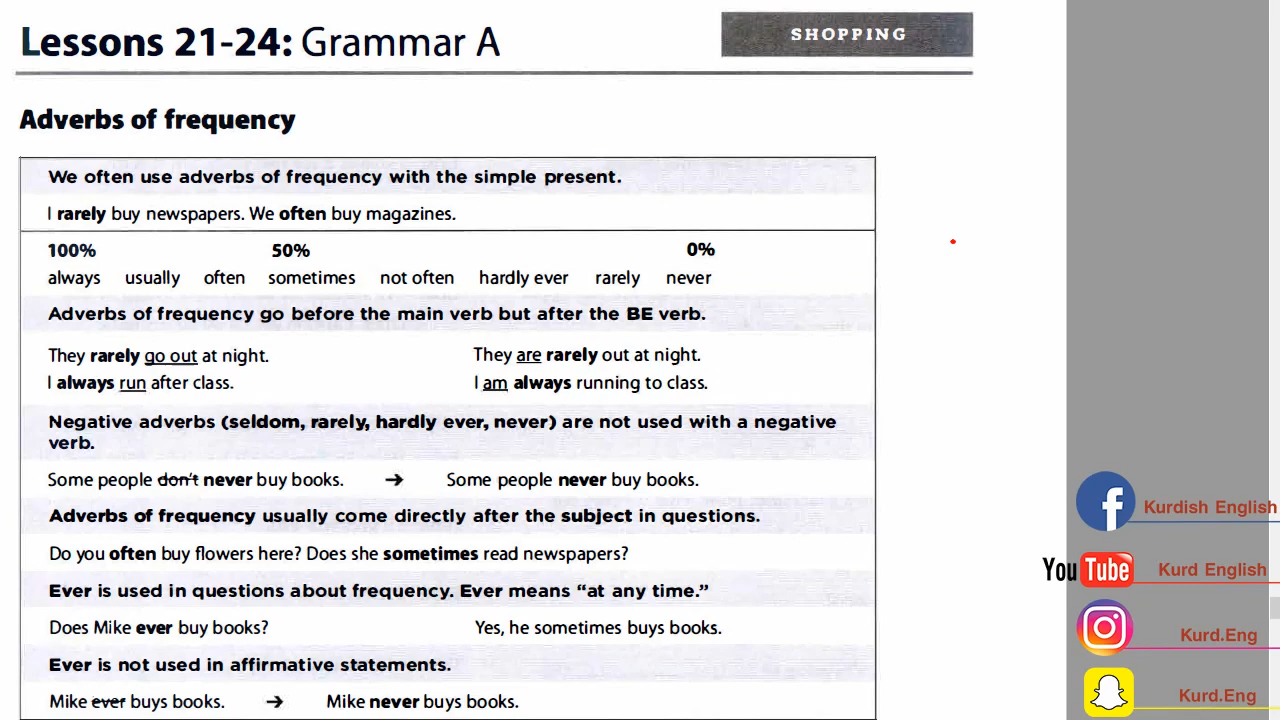 Lessons 21-24: Grammar A
SHOPPING
Adverbs of frequency
We often use adverbs of frequency with the simple present.
I rarely buy newspapers. We often buy magazines.
100% 50% 0%
always usually often sometimes not often hardly ever rarely never
Adverbs of frequency go before the main verb but after the BE verb.
They rarely go out at night. They are rarely out at night.
I always run after class. I am always running to class.
Negative adverbs (seldom, rarely, hardly ever, never) are not used with a negative
verb.
Some people don't never buy books. → Some people never buy books.
Adverbs of frequency usually come directly after the subject in questions.
Do you often buy flowers here? Does she sometimes read newspapers?
Ever is used in questions about frequency. Ever means “at any time.”
Does Mike ever buy books? Yes, he sometimes buys books.
Ever is not used in affirmative statements.
Mike ever buys books. → Mike never buys books.
Kurdish English
YouTube Kurd English
Kurd.Eng
Kurd.Eng